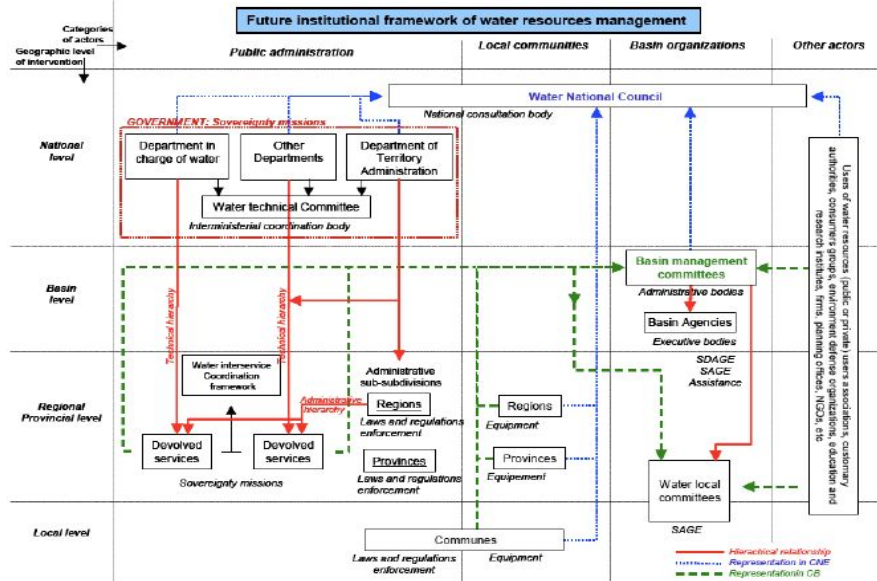 Future institutional framework of water resources management
Categories
of actors
Geographic level
of intervention
Public administration
Local communities
Basin organizations
Other actors
Water National Council
National consultation body
GOVERNMENT: Sovereignty missions
National
level
Department in
charge of water
Other
Departments
Department of
Territory
Administration
Water technical Committee
Interministerial coordination body
Users of water resources (public or private) users associations, customary
authorities, consumers groups, environment defense organizations, education and
research institutes, firms, planning offices, NGOs, etc
Basin
level
Basin management
committees
Administrative bodies
Basin Agencies
Executive bodies
SDAGE
SAGE
Assistance
Technical hierarchy
Technical hierarchy
Water interservice
Coordination
framework
Administrative
sub-subdivisions
Administrative
hierarchy
Regional
Provincial level
Regions
Laws and regulations
enforcement
Regions
Equipment
Devolved
services
Devolved
services
Sovereignty missions
Provinces
Laws and regulations
enforcement
Provinces
Equipement
Water local
committees
SAGE
Local level
Communes
Laws and regulations
enforcement
Equipment
Hierachical relationship
Representation in CNE
Representationin CB